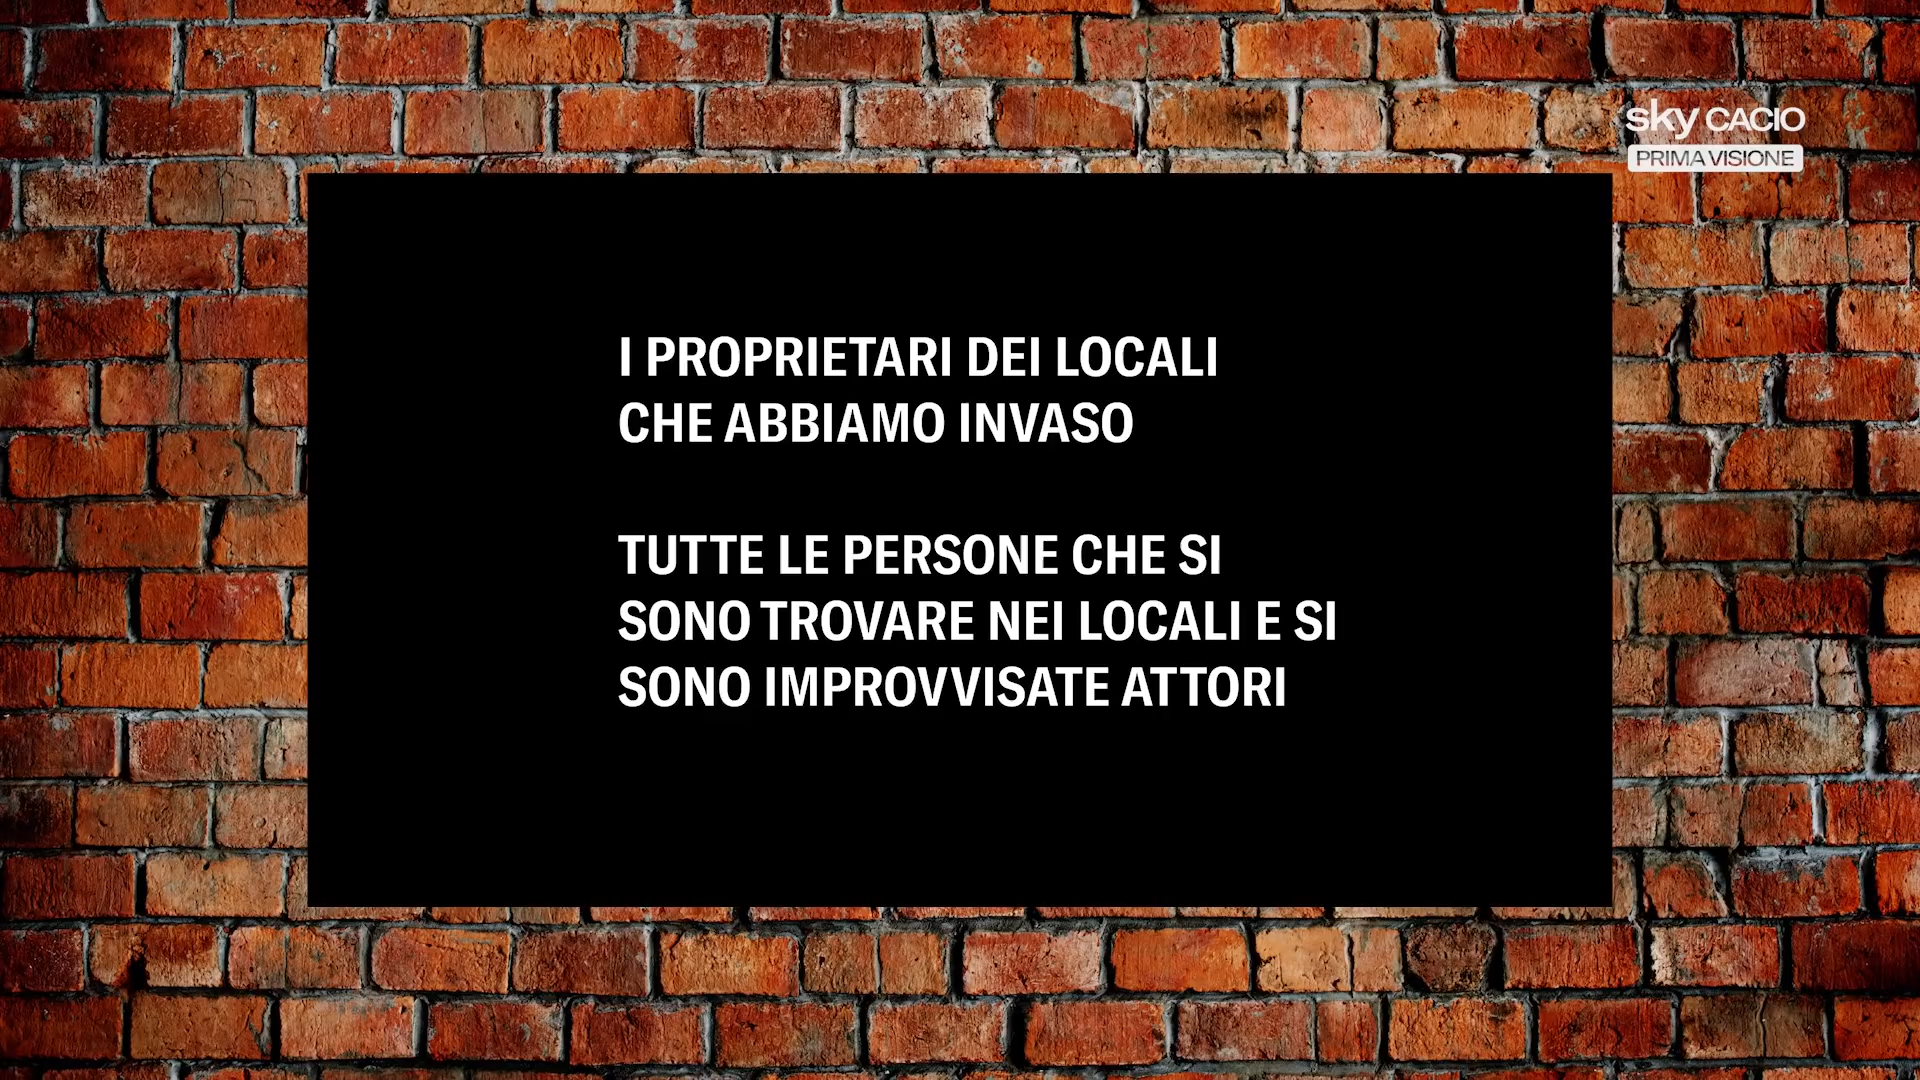 sky CACIO
PRIMA VISIONE
I PROPRIETARI DEI LOCALI
CHE ABBIAMO INVASO
TUTTE LE PERSONE CHE SI
SONO TROVARE NEI LOCALI E SI
SONO IMPROVVISATE ATTORI